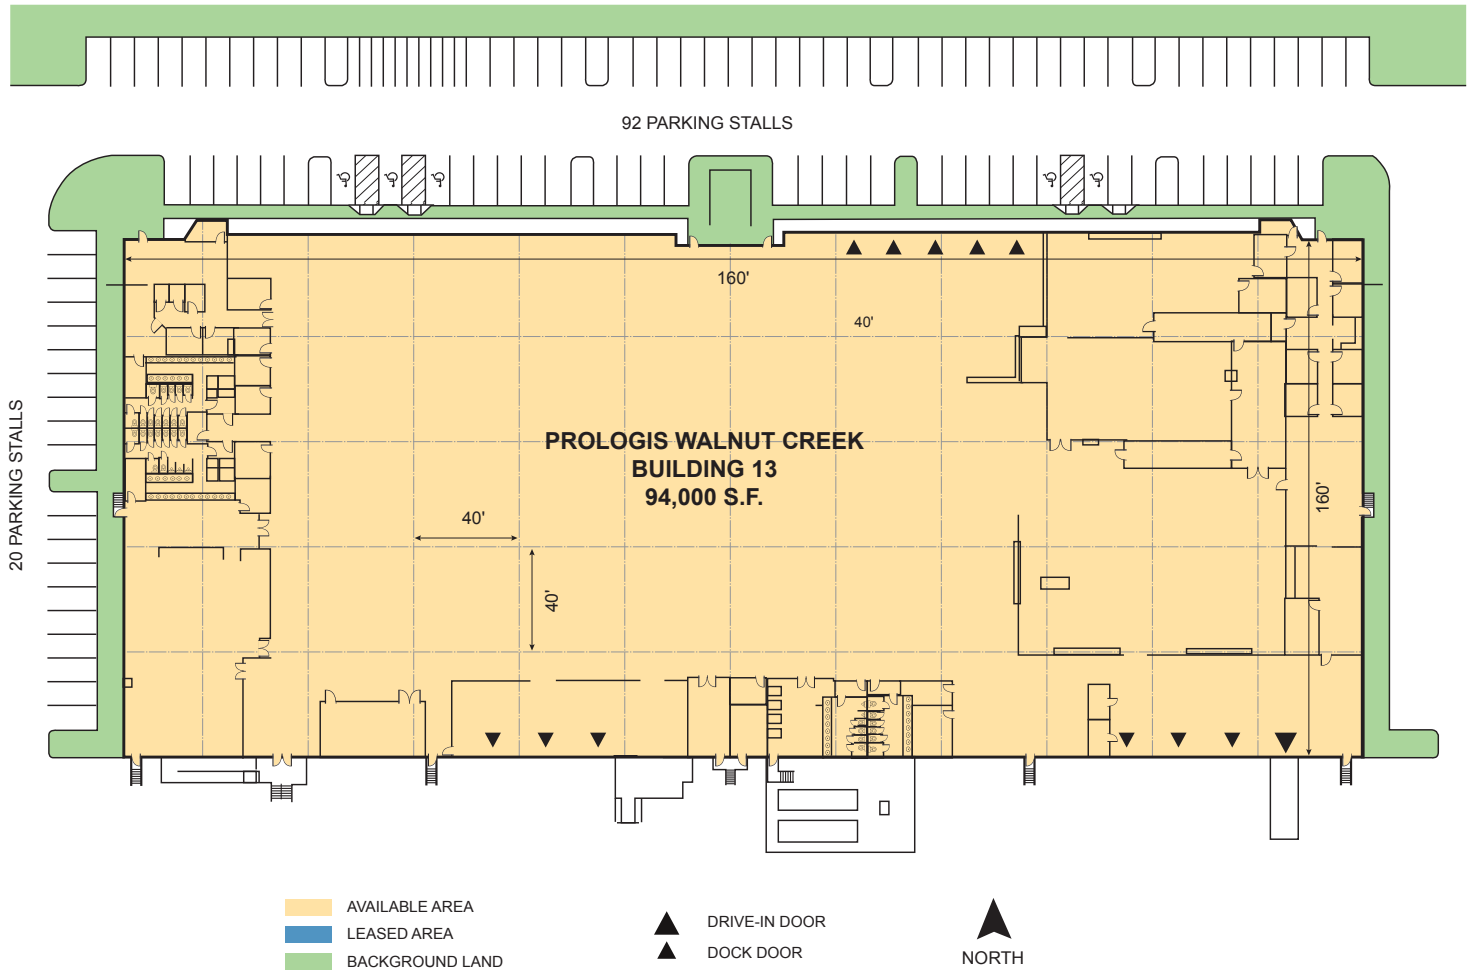 92 PARKING STALLS
160'
40'
20 PARKING STALLS
PROLOGIS WALNUT CREEK
BUILDING 13
94,000 S.F.
160'
40'
40'
AVAILABLE AREA
LEASED AREA
BACKGROUND LAND
DRIVE-IN DOOR
DOCK DOOR
NORTH